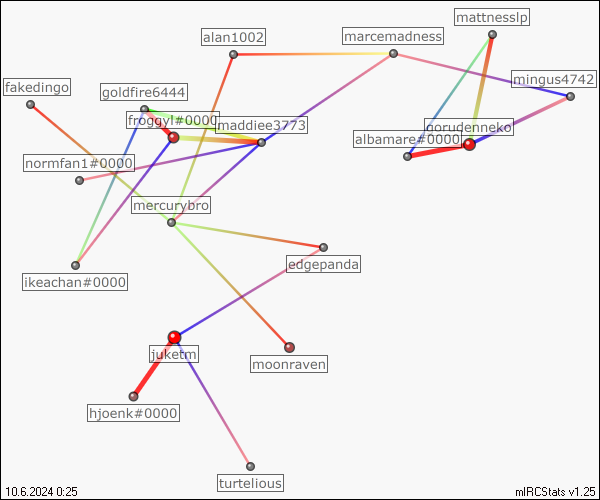 mattnesslp
alan1002
marcemadness
mingus4742
fakedingo
goldfire6444
froggyl#0000
maddiee3773
norudenneko
albamare#0000
normfan1#0000
mercurybro
edgepanda
ikeachan#0000
juketm
moonraven
hjoenk#0000
turtelious
10.6.2024 0:25
mIRCStats v1.25